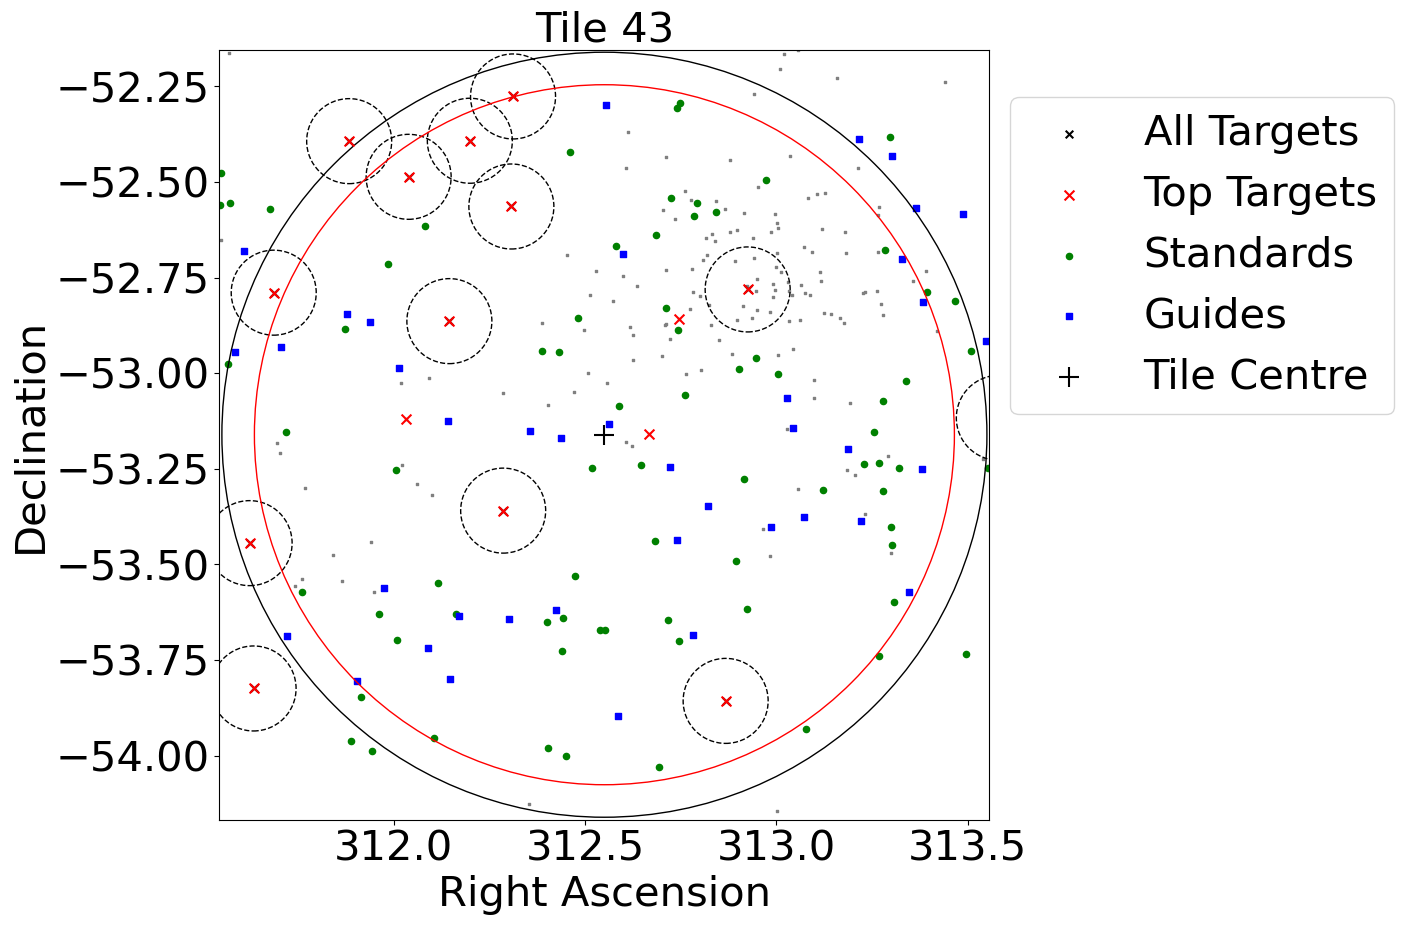 Tile 43
−52.25
−52.50
−52.75
−53.00
−53.25
−53.50
−53.75
−54.00
Declination
312.0 312.5 313.0 313.5
Right Ascension
All Targets
Top Targets
Standards
Guides
Tile Centre